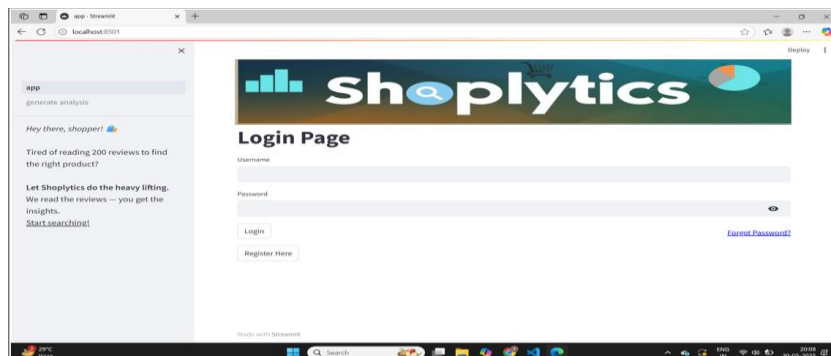 app - Streamlit
localhost:8501
Deploy
app
generate analysis
Hey there, shopper! 🛍️
Tired of reading 200 reviews to find
the right product?
Let Shoplytics do the heavy lifting.
We read the reviews — you get the
insights.
Start searching!
Shoplytics
Login Page
Username
Password
Login
Forgot Password?
Register Here
Made with Streamlit
29°C
Search
ENG
IN
20:08